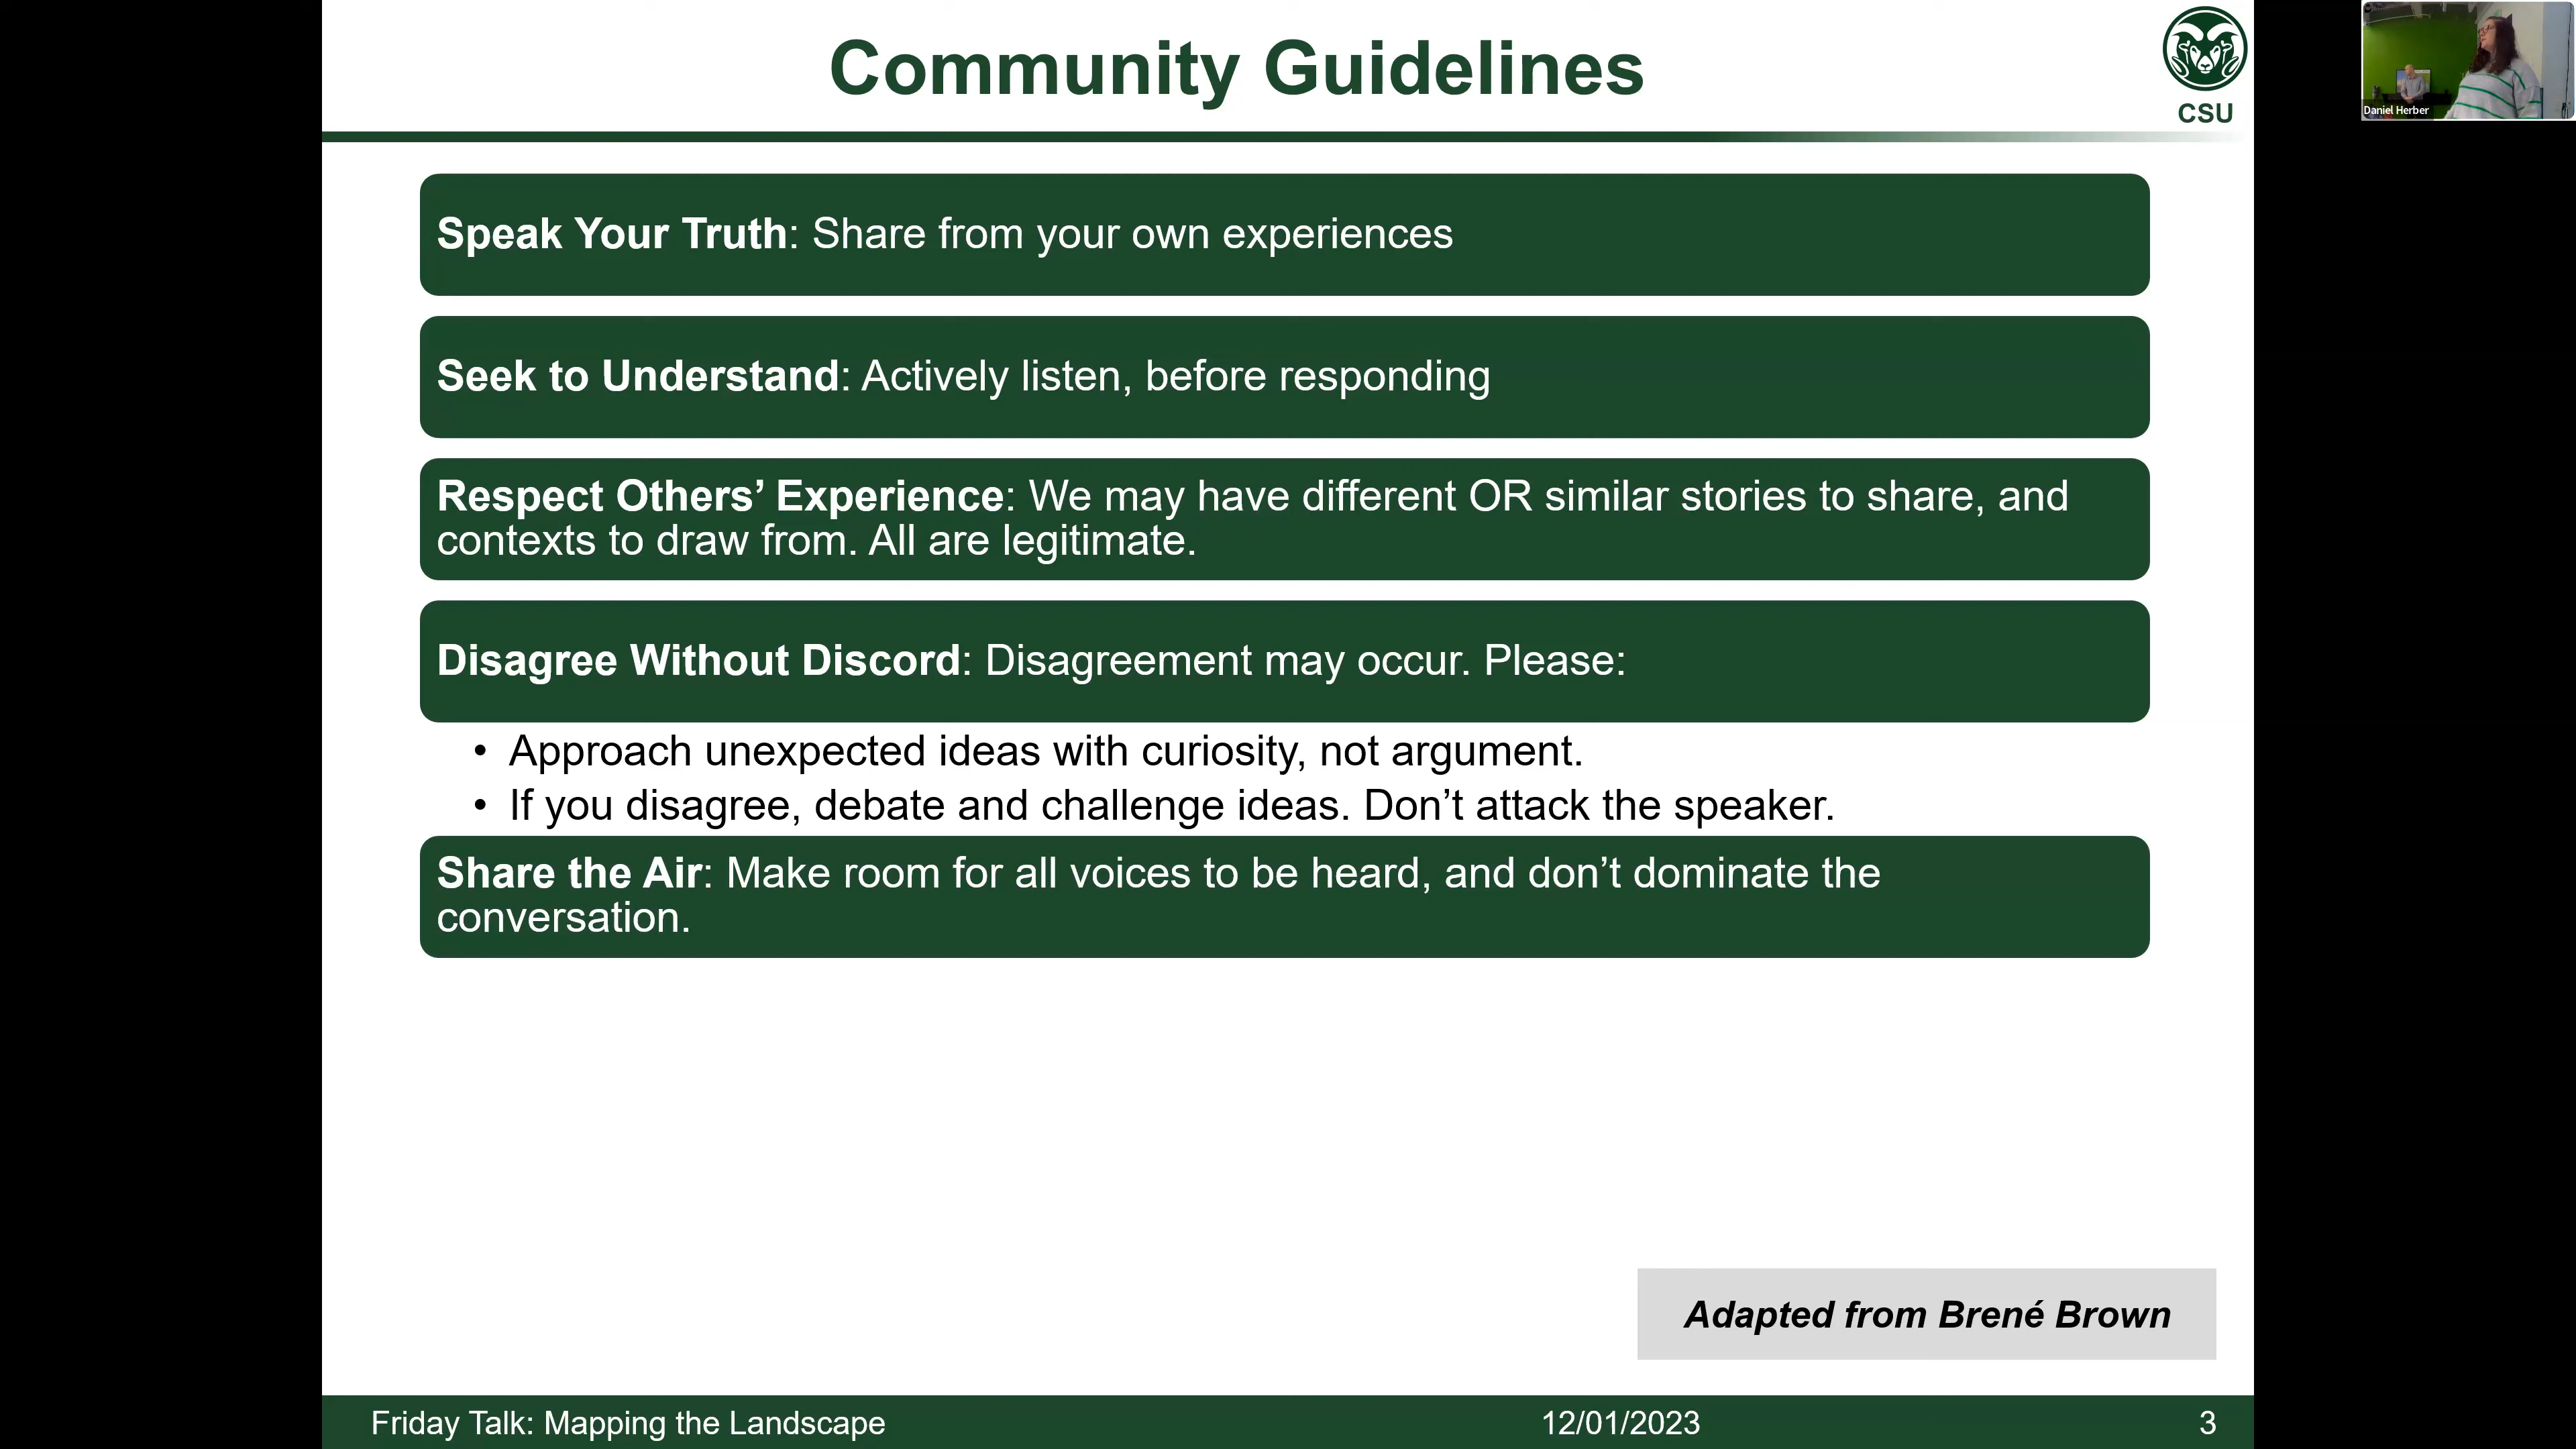 Community Guidelines
CSU
Daniel Herber
Speak Your Truth: Share from your own experiences
Seek to Understand: Actively listen, before responding
Respect Others’ Experience: We may have different OR similar stories to share, and
contexts to draw from. All are legitimate.
Disagree Without Discord: Disagreement may occur. Please:
• Approach unexpected ideas with curiosity, not argument.
• If you disagree, debate and challenge ideas. Don’t attack the speaker.
Share the Air: Make room for all voices to be heard, and don’t dominate the
conversation.
Adapted from Brené Brown
Friday Talk: Mapping the Landscape
12/01/2023
3